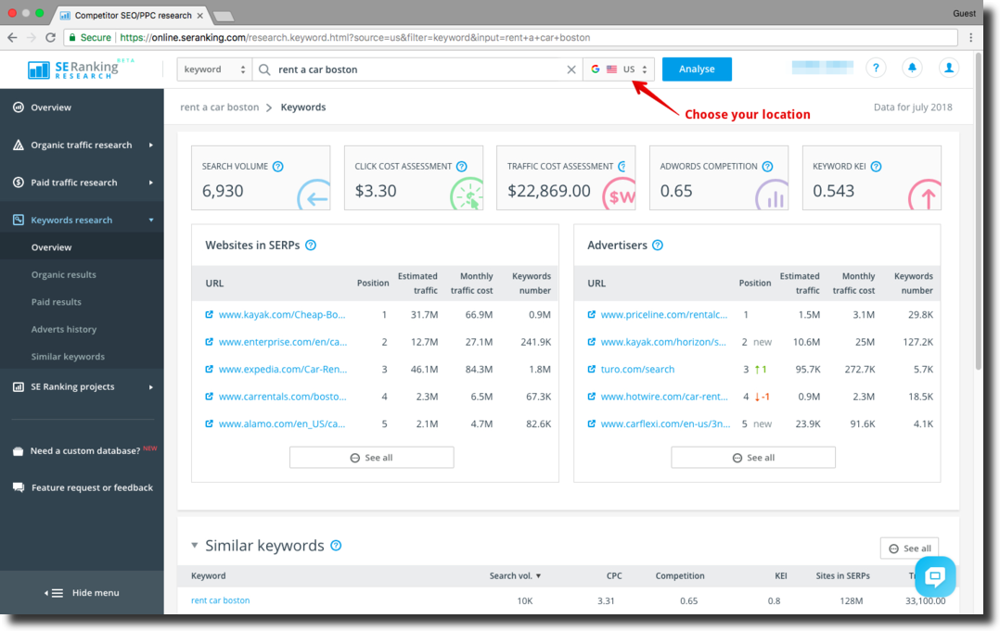 Competitor SEO/PPC research
Guest
Secure | https://online.seranking.com/research.keyword.html?source=us&filter=keyword&input=rent+a+car+boston
SERanking BETA
RESEARCH
keyword
rent a car boston
US
Analyse
?
Choose your location
Overview
Organic traffic research
Paid traffic research
Keywords research
Overview
Organic results
Paid results
Adverts history
Similar keywords
SE Ranking projects
Need a custom database? NEW
Feature request or feedback
Hide menu
rent a car boston > Keywords
Data for july 2018
SEARCH VOLUME ?
6,930
CLICK COST ASSESSMENT ?
$3.30
TRAFFIC COST ASSESSMENT ?
$22,869.00
$W
ADWORDS COMPETITION ?
0.65
KEYWORD KEI ?
0.543
Websites in SERPs ?
URL Position Estimated traffic Monthly traffic cost Keywords number
www.kayak.com/Cheap-Bo... 1 31.7M 66.9M 0.9M
www.enterprise.com/en/ca... 2 12.7M 27.1M 241.9K
www.expedia.com/Car-Ren... 3 46.1M 84.3M 1.8M
www.carrentals.com/bosto... 4 2.3M 6.5M 67.3K
www.alamo.com/en_US/ca... 5 2.1M 4.7M 82.6K
See all
Advertisers ?
URL Position Estimated traffic Monthly traffic cost Keywords number
www.priceline.com/rentalc... 1 1.5M 3.1M 29.8K
www.kayak.com/horizon/s... 2 new 10.6M 25M 127.2K
turo.com/search 3 ↑1 95.7K 272.7K 5.7K
www.hotwire.com/car-rent... 4 ↓-1 0.9M 2.3M 18.5K
www.carflexi.com/en-us/3n... 5 new 23.9K 91.6K 4.1K
See all
Similar keywords ?
See all
Keyword Search vol. ▼ CPC Competition KEI Sites in SERPs
rent car boston 10K 3.31 0.65 0.8 128M 33,100.00